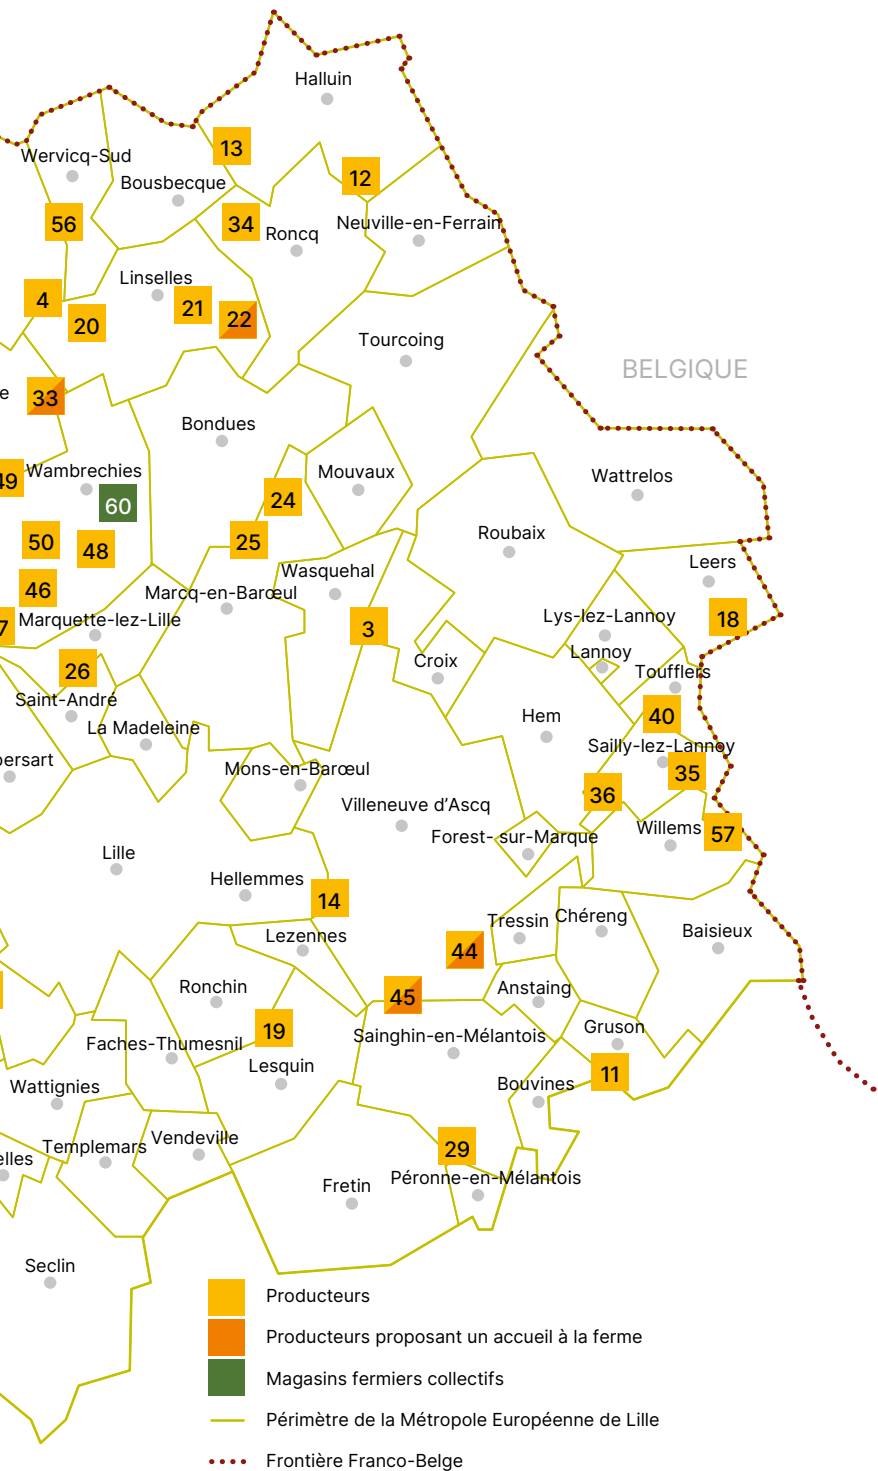 Halluin
13
Wervicq-Sud
12
Bousbecque
56
34
Roncq
Neuville-en-Ferrain
Linselles
4
21
20
22
Tourcoing
BELGIQUE
e
33
Bondues
49
Wambrechies
Mouvaux
Wattrelos
60
24
50
48
25
Roubaix
Wasquehal
Leers
46
Marcq-en-Barœul
7
Marquette-lez-Lille
3
Lys-lez-Lannoy
18
26
Croix
Lannoy
Toufflers
Saint-André
La Madeleine
Hem
40
Sailly-lez-Lannoy
persart
Mons-en-Barœul
35
36
Villeneuve d’Ascq
Forest-sur-Marque
Willems
57
Lille
Hellemmes
14
Lezennes
Tressin
Chéreng
Baisieux
44
Ronchin
45
Anstaing
19
Sainghin-en-Mélantois
Gruson
Faches-Thumesnil
Lesquin
11
Wattignies
Bouvines
Templemars
Vendeville
29
elles
Fretin
Péronne-en-Mélantois
Seclin
Producteurs
Producteurs proposant un accueil à la ferme
Magasins fermiers collectifs
Périmètre de la Métropole Européenne de Lille
Frontière Franco-Belge